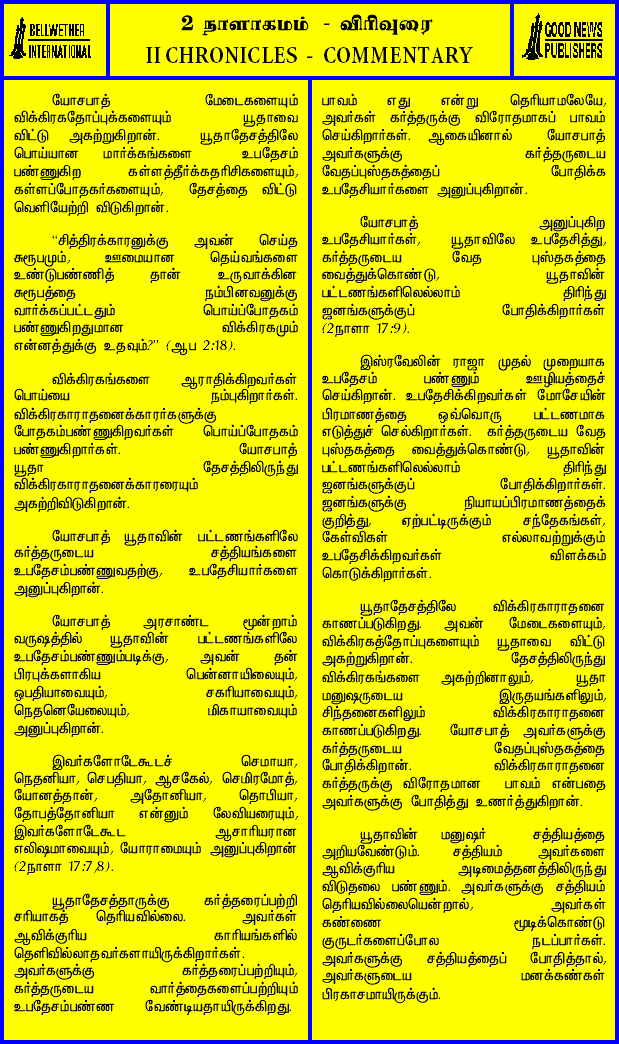 BELLWETHER
INTERNATIONAL
2 நாளாகமம் - விரிவுரை
II CHRONICLES - COMMENTARY
GOOD NEWS
PUBLISHERS
யோசபாத் மேடைகளையும்
விக்கிரகதோப்புக்களையும் யூதாவை
விட்டு அகற்றுகிறான். யூதாதேசத்திலே
பொய்யான மார்க்கங்களை உபதேசம்
பண்ணுகிற கள்ளத்தீர்க்கதரிசிகளையும்,
கள்ளப்போதகர்களையும், தேசத்தை விட்டு
வெளியேற்றி விடுகிறான்.
“சித்திரக்காரனுக்கு அவன் செய்த
சுரூபமும், ஊமையான தெய்வங்களை
உண்டுபண்ணித் தான் உருவாக்கின
சுரூபத்தை நம்பினவனுக்கு
வார்க்கப்பட்டதும் பொய்ப்போதகம்
பண்ணுகிறதுமான விக்கிரகமும்
என்னத்துக்கு உதவும்?” (ஆப 2:18).
விக்கிரகங்களை ஆராதிக்கிறவர்கள்
பொய்யை நம்புகிறார்கள்.
விக்கிரகாராதனைக்காரர்களுக்கு
போதகம்பண்ணுகிறவர்கள் பொய்ப்போதகம்
பண்ணுகிறார்கள். யோசபாத்
யூதா தேசத்திலிருந்து
விக்கிரகாராதனைக்காரரையும்
அகற்றிவிடுகிறான்.
யோசபாத் யூதாவின் பட்டணங்களிலே
கர்த்தருடைய சத்தியங்களை
உபதேசம்பண்ணுவதற்கு, உபதேசியார்களை
அனுப்புகிறான்.
யோசபாத் அரசாண்ட மூன்றாம்
வருஷத்தில் யூதாவின் பட்டணங்களிலே
உபதேசம்பண்ணும்படிக்கு, அவன் தன்
பிரபுக்களாகிய பென்னாயிலையும்,
ஒபதியாவையும், சகரியாவையும்,
நெதனெயேலையும், மிகாயாவையும்
அனுப்புகிறான்.
இவர்களோடேகூடச் செமாயா,
நெதனியா, செபதியா, ஆசகேல், செமிரமோத்,
யோனத்தான், அதோனியா, தொபியா,
தோபத்தோனியா என்னும் லேவியரையும்,
இவர்களோடேகூட ஆசாரியரான
எலிஷமாவையும், யோராமையும் அனுப்புகிறான்
(2நாளா 17:7,8).
யூதாதேசத்தாருக்கு கர்த்தரைப்பற்றி
சரியாகத் தெரியவில்லை. அவர்கள்
ஆவிக்குரிய காரியங்களில்
தெளிவில்லாதவர்களாயிருக்கிறார்கள்.
அவர்களுக்கு கர்த்தரைப்பற்றியும்,
கர்த்தருடைய வார்த்தைகளைப்பற்றியும்
உபதேசம்பண்ண வேண்டியதாயிருக்கிறது.
பாவம் எது என்று தெரியாமலேயே,
அவர்கள் கர்த்தருக்கு விரோதமாகப் பாவம்
செய்கிறார்கள். ஆகையினால் யோசபாத்
அவர்களுக்கு கர்த்தருடைய
வேதப்புஸ்தகத்தைப் போதிக்க
உபதேசியார்களை அனுப்புகிறான்.
யோசபாத் அனுப்புகிற
உபதேசியார்கள், யூதாவிலே உபதேசித்து,
கர்த்தருடைய வேத புஸ்தகத்தை
வைத்துக்கொண்டு, யூதாவின்
பட்டணங்களிலெல்லாம் திரிந்து
ஜனங்களுக்குப் போதிக்கிறார்கள்
(2நாளா 17:9).
இஸ்ரவேலின் ராஜா முதல் முறையாக
உபதேசம் பண்ணும் ஊழியத்தைச்
செய்கிறான். உபதேசிக்கிறவர்கள் மோசேயின்
பிரமாணத்தை ஒவ்வொரு பட்டணமாக
எடுத்துச் செல்கிறார்கள். கர்த்தருடைய வேத
புஸ்தகத்தை வைத்துக்கொண்டு, யூதாவின்
பட்டணங்களிலெல்லாம் திரிந்து
ஜனங்களுக்குப் போதிக்கிறார்கள்.
ஜனங்களுக்கு நியாயப்பிரமாணத்தைக்
குறித்து, ஏற்பட்டிருக்கும் சந்தேகங்கள்,
கேள்விகள் எல்லாவற்றுக்கும்
உபதேசிக்கிறவர்கள் விளக்கம்
கொடுக்கிறார்கள்.
யூதாதேசத்திலே விக்கிரகாராதனை
காணப்படுகிறது. அவன் மேடைகளையும்,
விக்கிரகத்தோப்புகளையும் யூதாவை விட்டு
அகற்றுகிறான். தேசத்திலிருந்து
விக்கிரகங்களை அகற்றினாலும், யூதா
மனுஷருடைய இருதயங்களிலும்,
சிந்தனைகளிலும் விக்கிரகாராதனை
காணப்படுகிறது. யோசபாத் அவர்களுக்கு
கர்த்தருடைய வேதப்புஸ்தகத்தை
போதிக்கிறான். விக்கிரகாராதனை
கர்த்தருக்கு விரோதமான பாவம் என்பதை
அவர்களுக்கு போதித்து உணர்த்துகிறான்.
யூதாவின் மனுஷர் சத்தியத்தை
அறியவேண்டும். சத்தியம் அவர்களை
ஆவிக்குரிய அடிமைத்தனத்திலிருந்து
விடுதலை பண்ணும். அவர்களுக்கு சத்தியம்
தெரியவில்லையென்றால், அவர்கள்
கண்ணை மூடிக்கொண்டு
குருடர்களைப்போல நடப்பார்கள்.
அவர்களுக்கு சத்தியத்தைப் போதித்தால்,
அவர்களுடைய மனக்கண்கள்
பிரகாசமாயிருக்கும்.